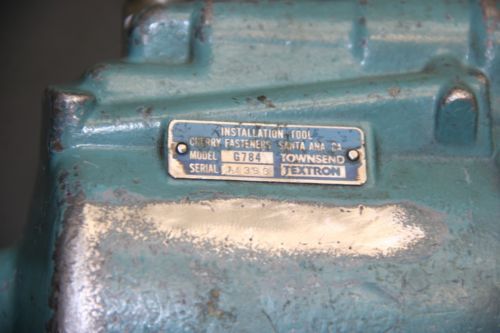 INSTALLATION TOOL
CHERRY FASTENERS SANTA ANA CA.
MODEL G784 TOWNSEND
SERIAL TEXTRON